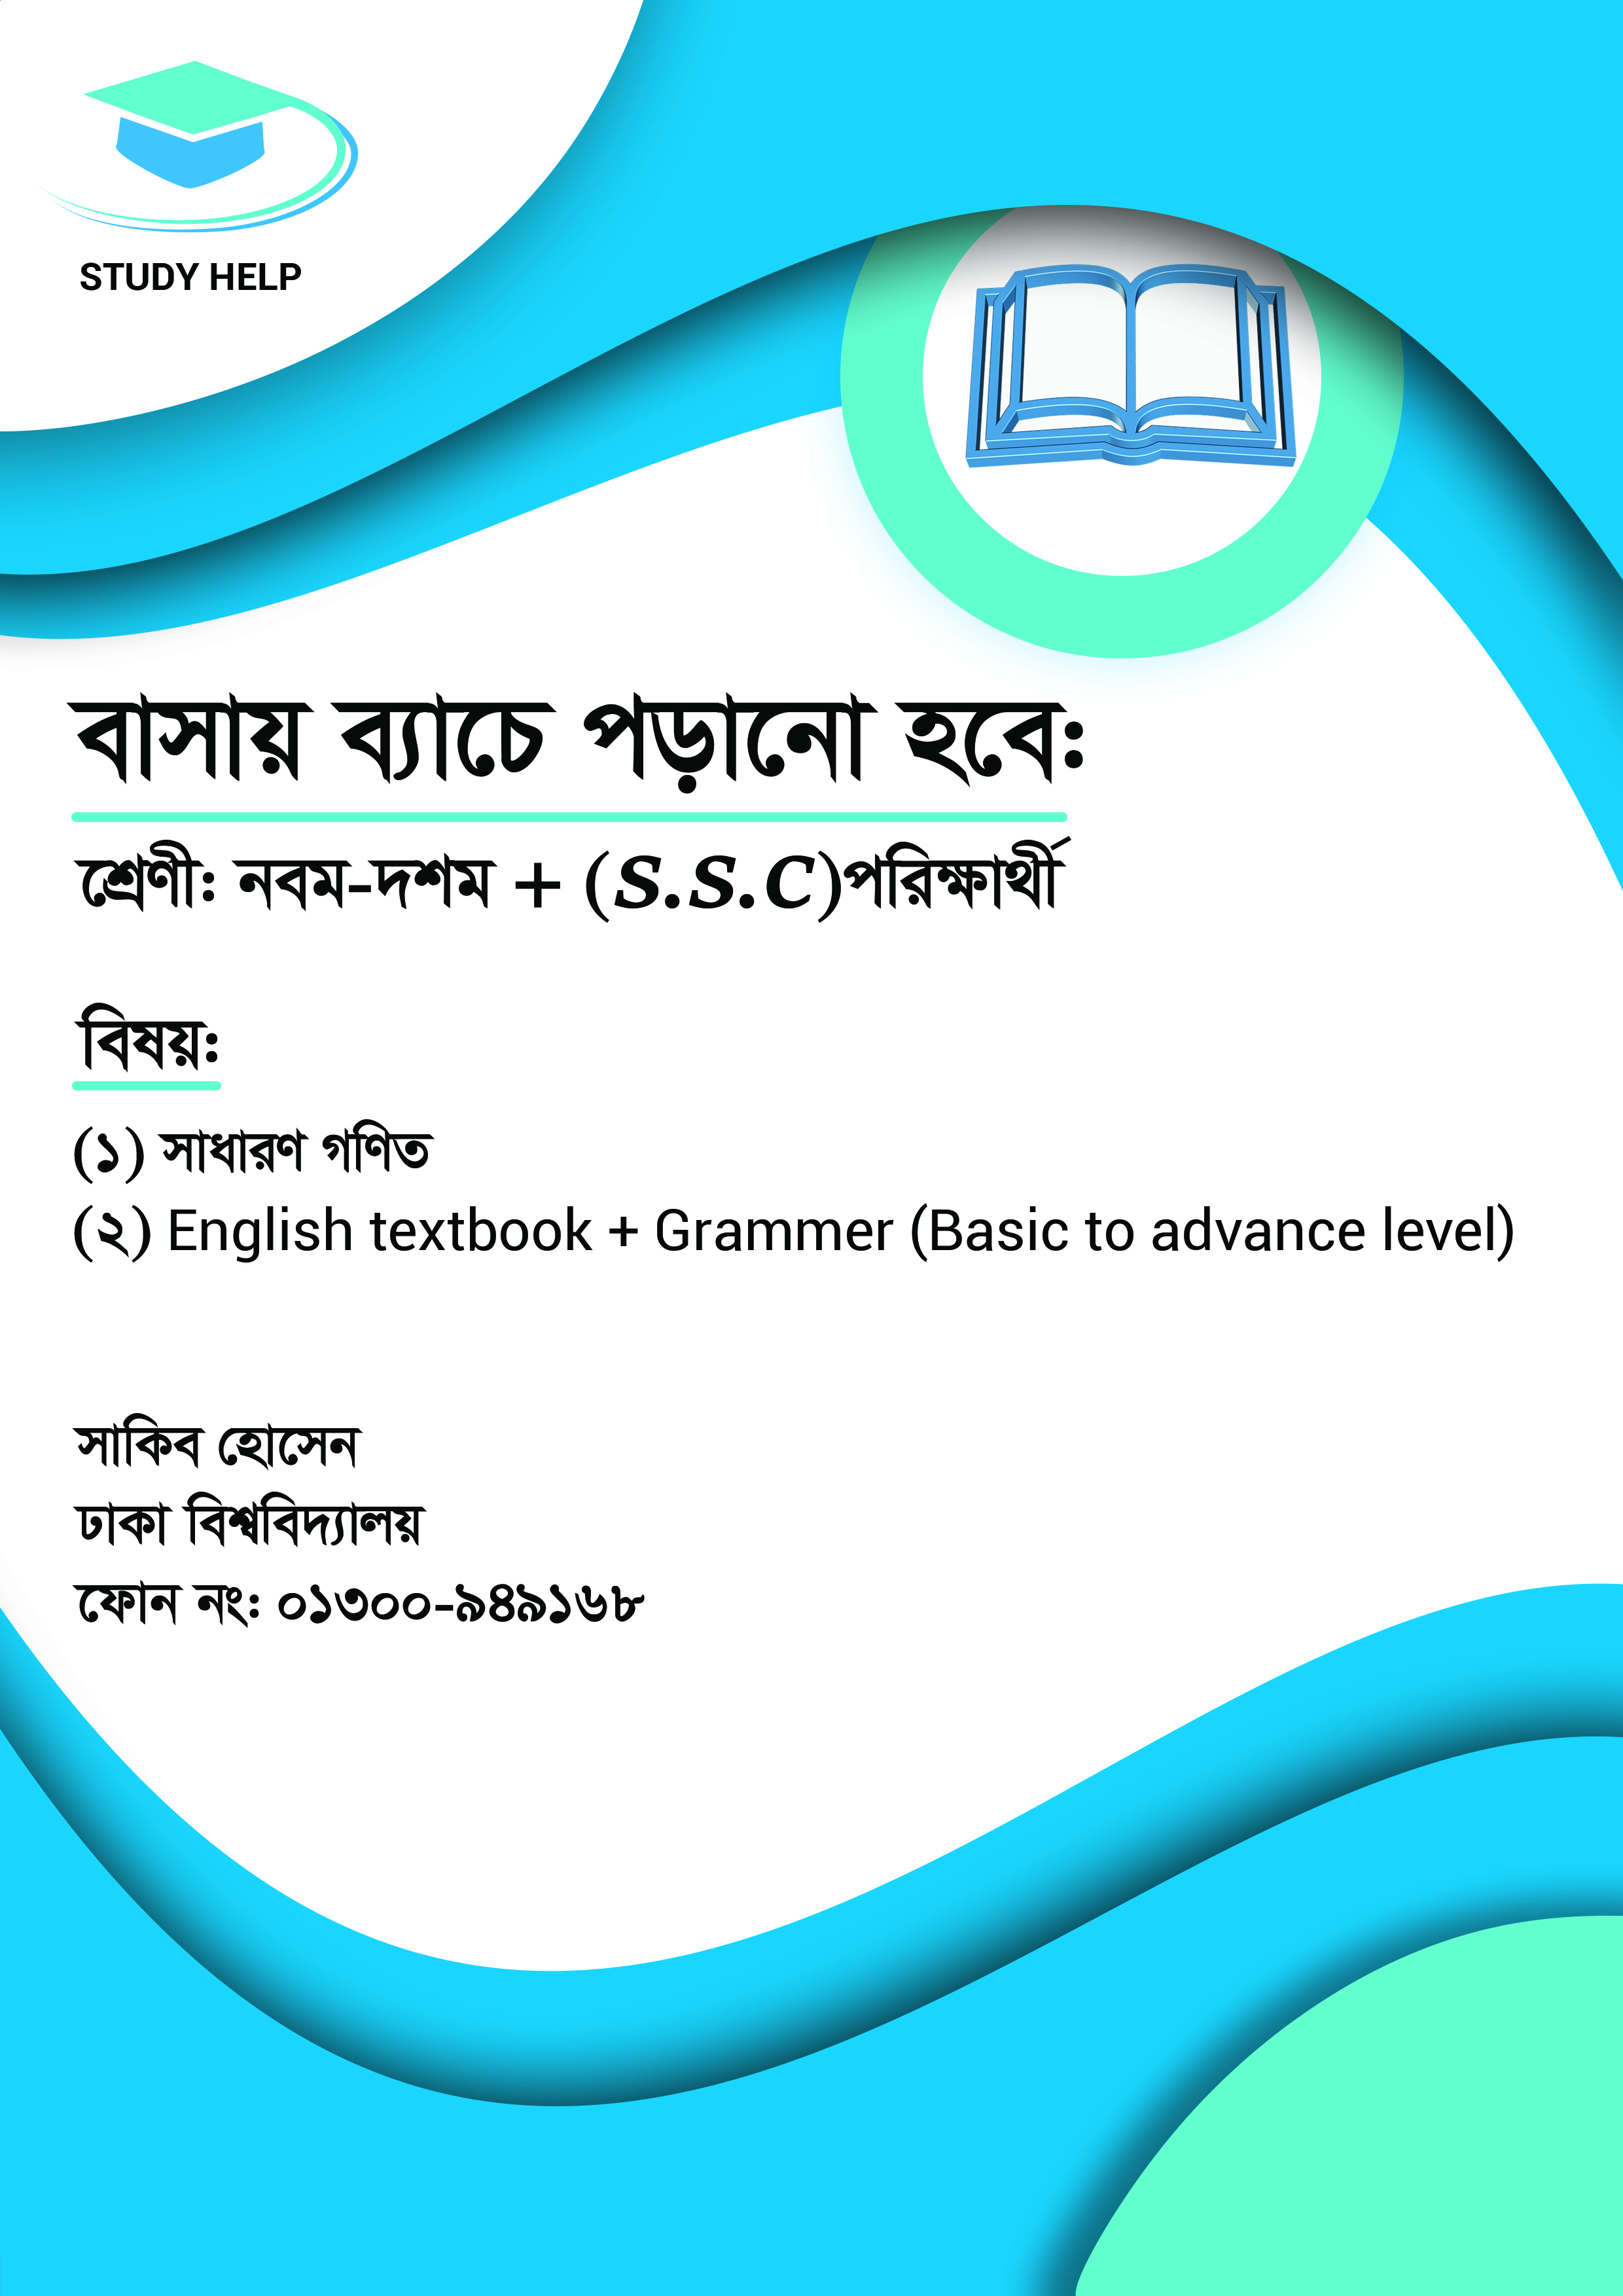 STUDY HELP
বাসায় ব্যাচে পড়ানো হবে:
শ্রেণী: নবম-দশম + (S.S.C)পরিক্ষার্থী
বিষয়:
(১) সাধারণ গণিত
(২) English textbook + Grammer (Basic to advance level)
সাকিব হোসেন
ঢাকা বিশ্ববিদ্যালয়
ফোন নং: ০১৩০০-৯৪৯১৬৮